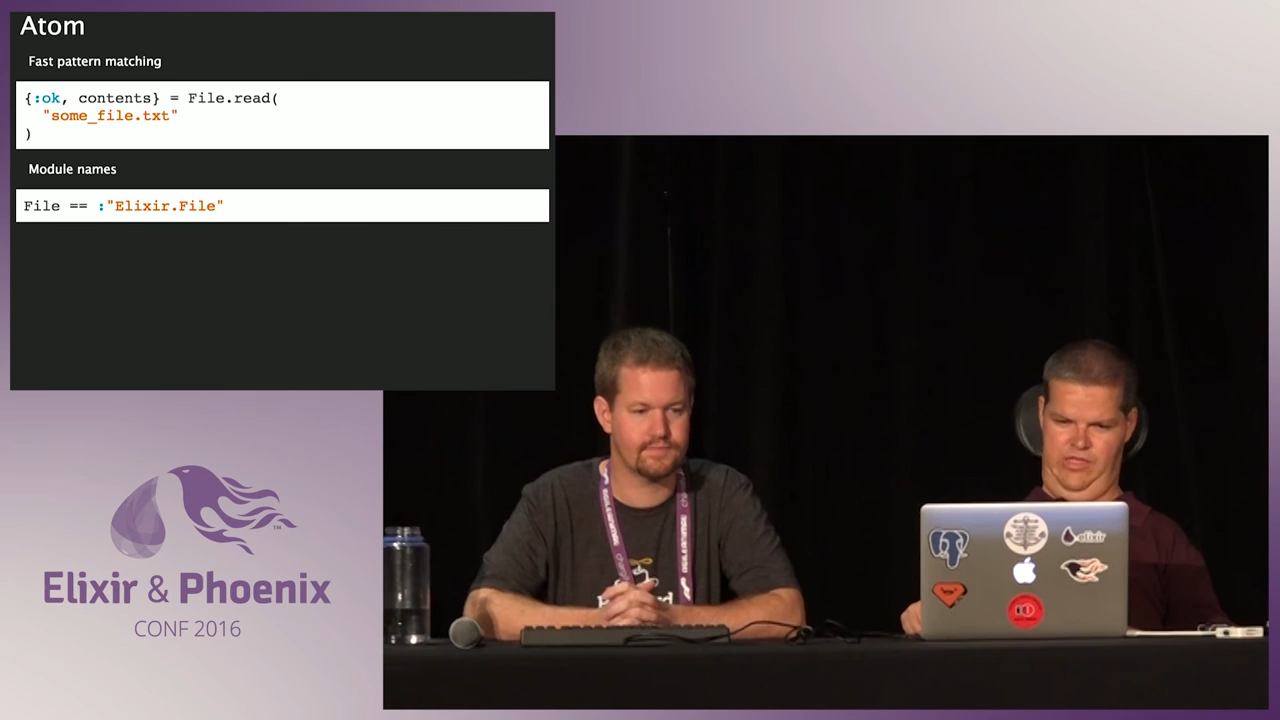 Atom
Fast pattern matching
{:ok, contents} = File.read(
"some_file.txt"
)
Module names
File == :"Elixir.File"
TM
Elixir & Phoenix
CONF 2016
elixir